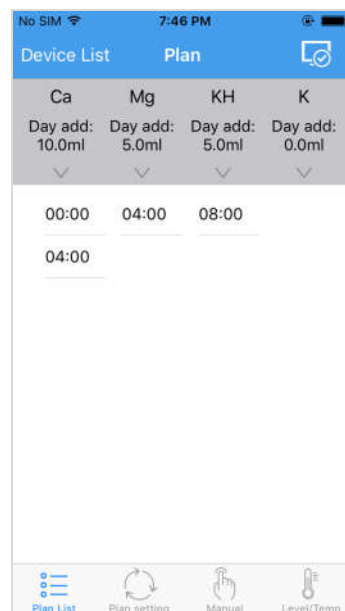 No SIM 7:46 PM
Device List Plan
Ca Mg KH K
Day add: Day add: Day add: Day add:
10.0ml 5.0ml 5.0ml 0.0ml
00:00 04:00 08:00
04:00
Plan List Plan setting Manual Level/Temp